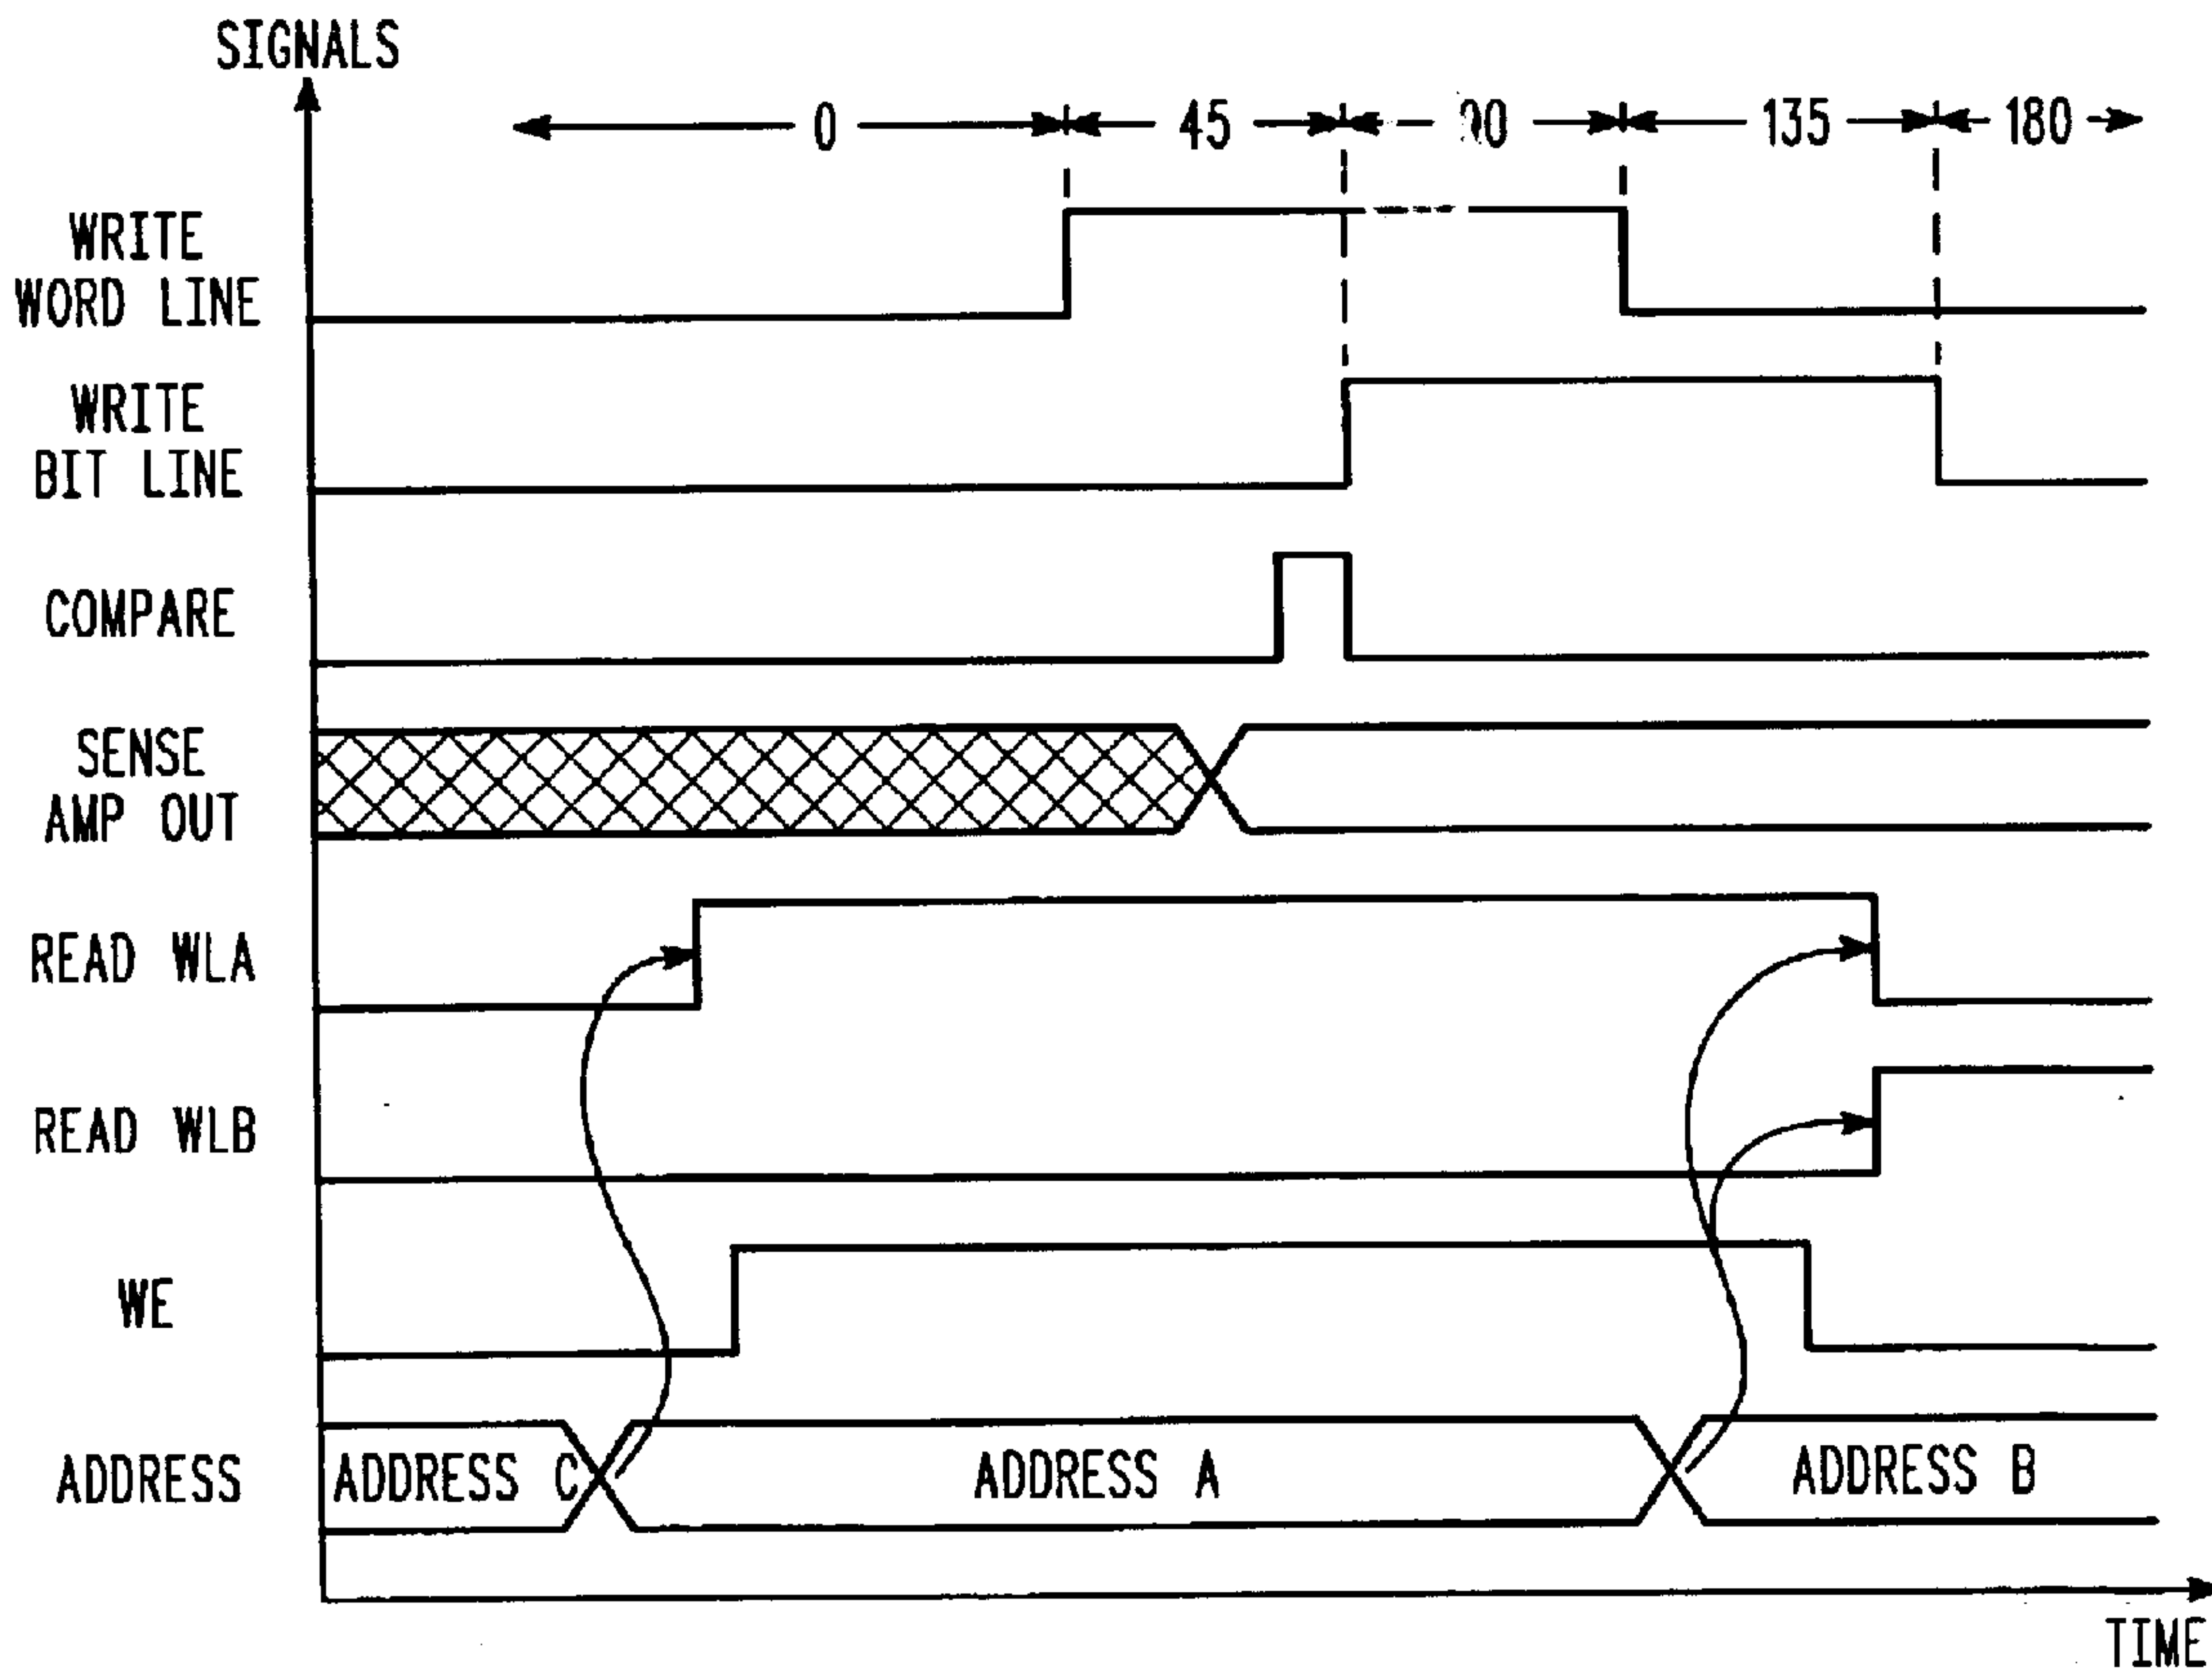 SIGNALS
0 45 90 135 180
WRITE
WORD LINE
WRITE
BIT LINE
COMPARE
SENSE
AMP OUT
READ WLA
READ WLB
WE
ADDRESS ADDRESS C ADDRESS A ADDRESS B
TIME